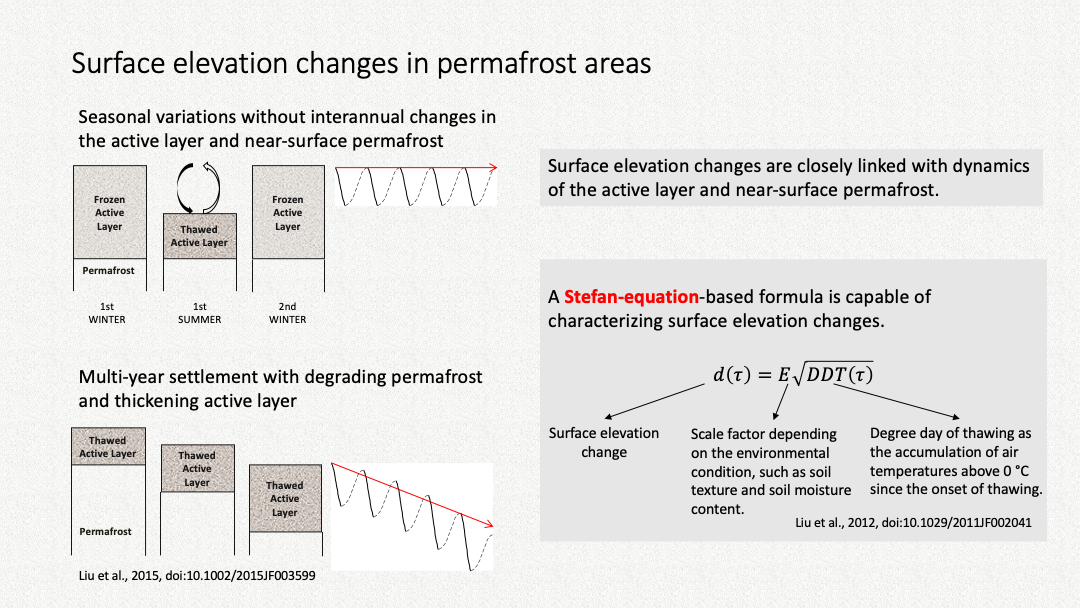 Surface elevation changes in permafrost areas
Seasonal variations without interannual changes in
the active layer and near-surface permafrost
Frozen
Active
Layer
Permafrost
1st
WINTER
Thawed
Active Layer
1st
SUMMER
Frozen
Active
Layer
2nd
WINTER
Multi-year settlement with degrading permafrost
and thickening active layer
Thawed
Active Layer
Permafrost
Thawed
Active
Layer
Thawed
Active
Layer
Liu et al., 2015, doi:10.1002/2015JF003599
Surface elevation changes are closely linked with dynamics
of the active layer and near-surface permafrost.
A Stefan-equation-based formula is capable of
characterizing surface elevation changes.
d(τ) = E√DDT(τ)
Surface elevation
change
Scale factor depending
on the environmental
condition, such as soil
texture and soil moisture
content.
Degree day of thawing as
the accumulation of air
temperatures above 0 °C
since the onset of thawing.
Liu et al., 2012, doi:10.1029/2011JF002041